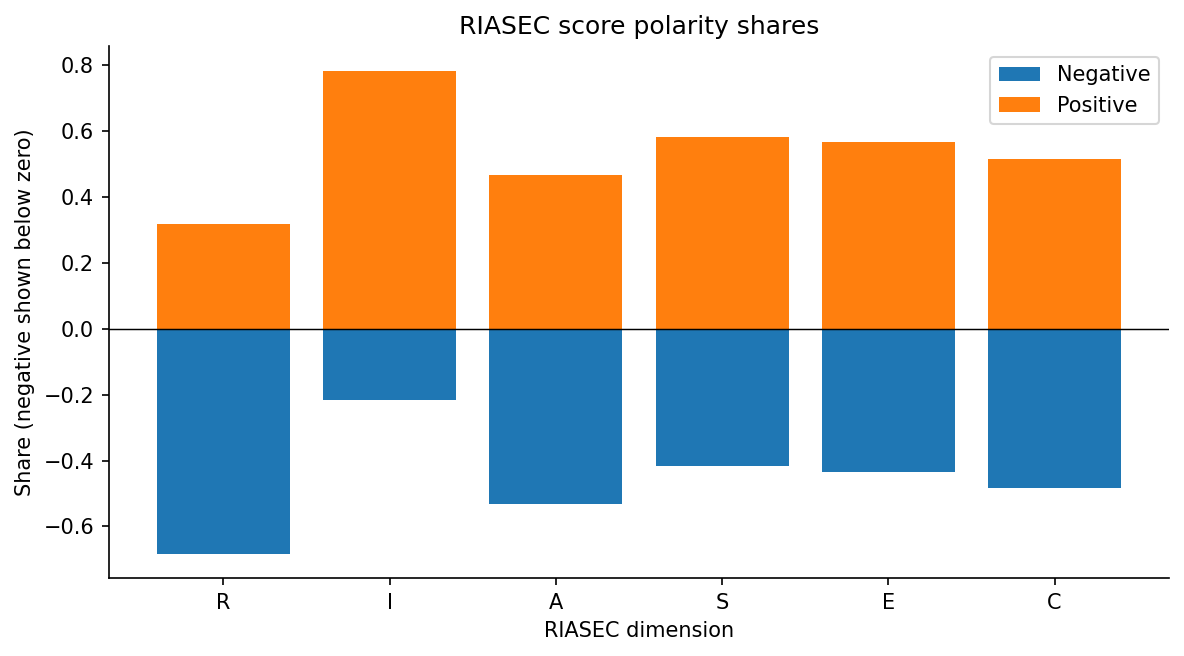 RIASEC score polarity shares
Negative
Positive
Share (negative shown below zero)
0.8
0.6
0.4
0.2
0.0
−0.2
−0.4
−0.6
R I A S E C
RIASEC dimension